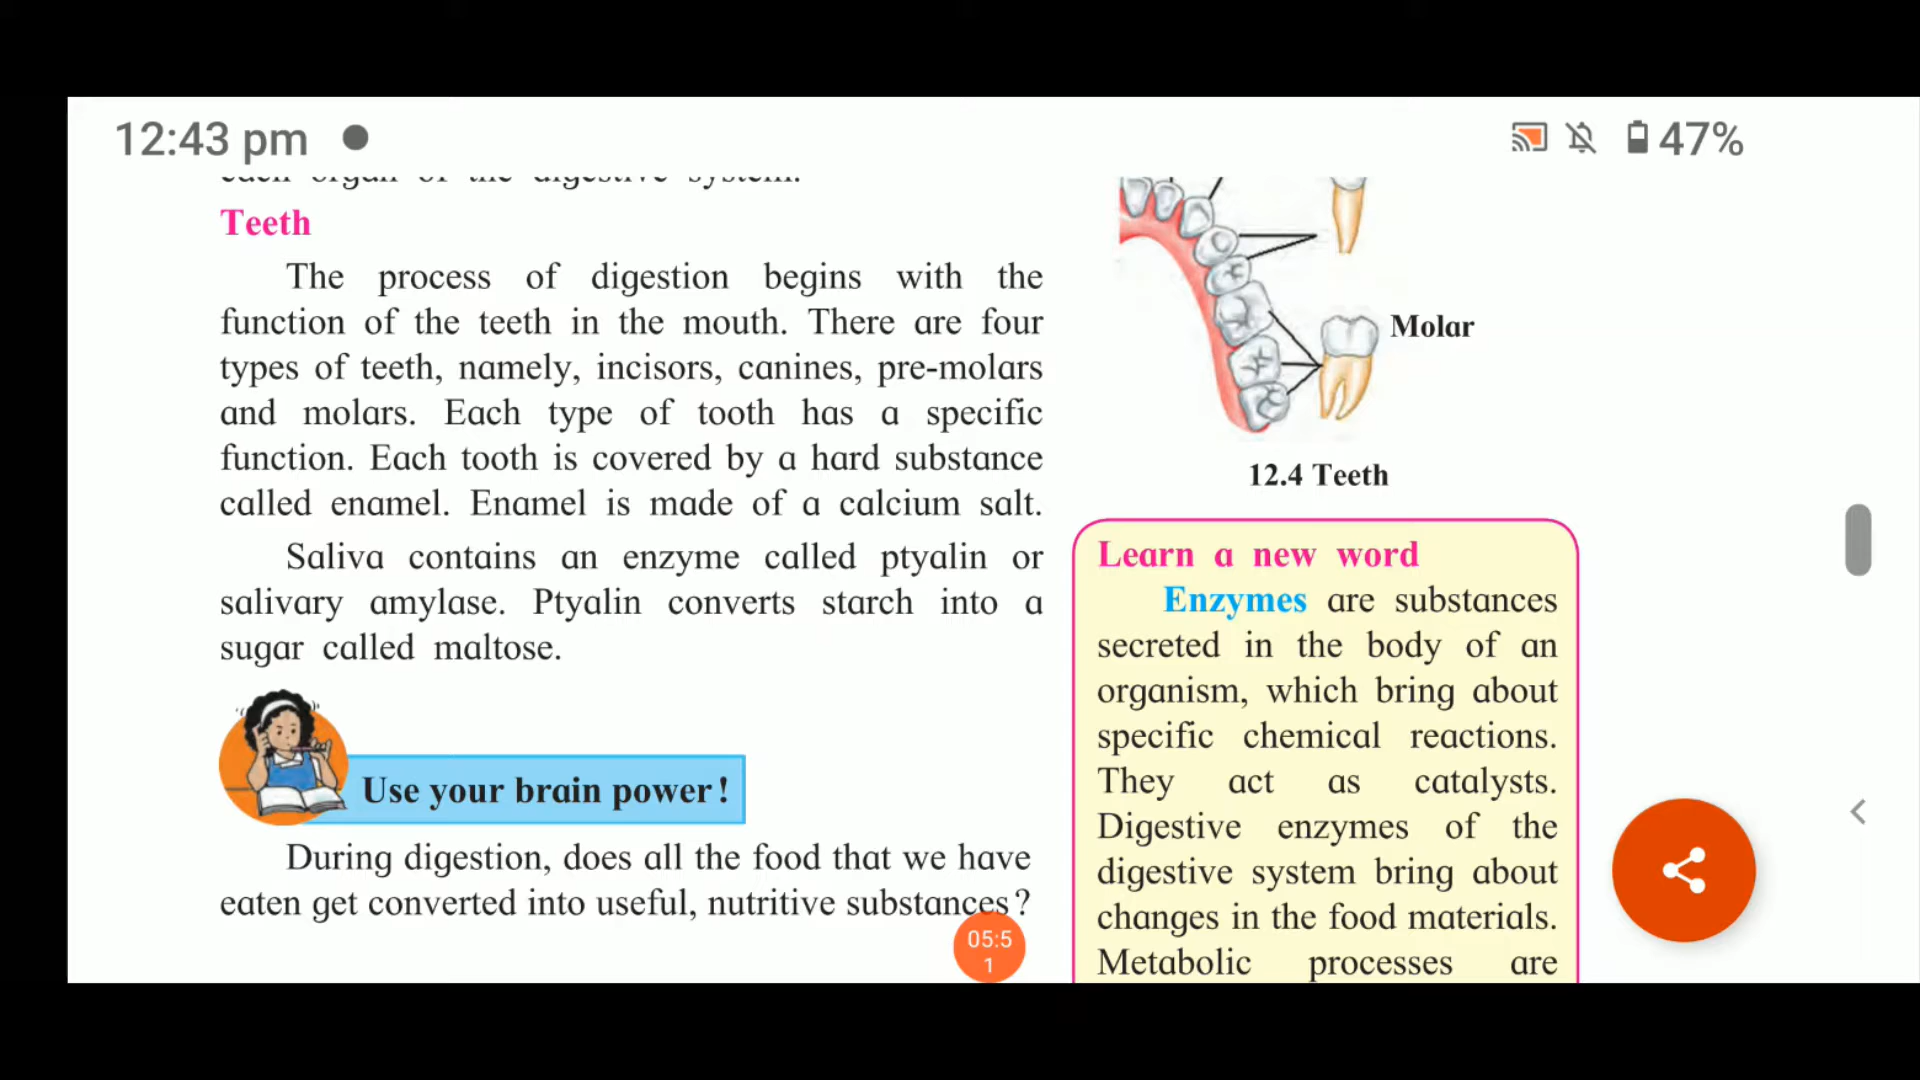 12:43 pm
47%
each organ of the digestive system.
Teeth
The process of digestion begins with the
function of the teeth in the mouth. There are four
types of teeth, namely, incisors, canines, pre-molars
and molars. Each type of tooth has a specific
function. Each tooth is covered by a hard substance
called enamel. Enamel is made of a calcium salt.
Saliva contains an enzyme called ptyalin or
salivary amylase. Ptyalin converts starch into a
sugar called maltose.
Use your brain power!
During digestion, does all the food that we have
eaten get converted into useful, nutritive substances?
05:5
1
Molar
12.4 Teeth
Learn a new word
Enzymes are substances
secreted in the body of an
organism, which bring about
specific chemical reactions.
They act as catalysts.
Digestive enzymes of the
digestive system bring about
changes in the food materials.
Metabolic processes are